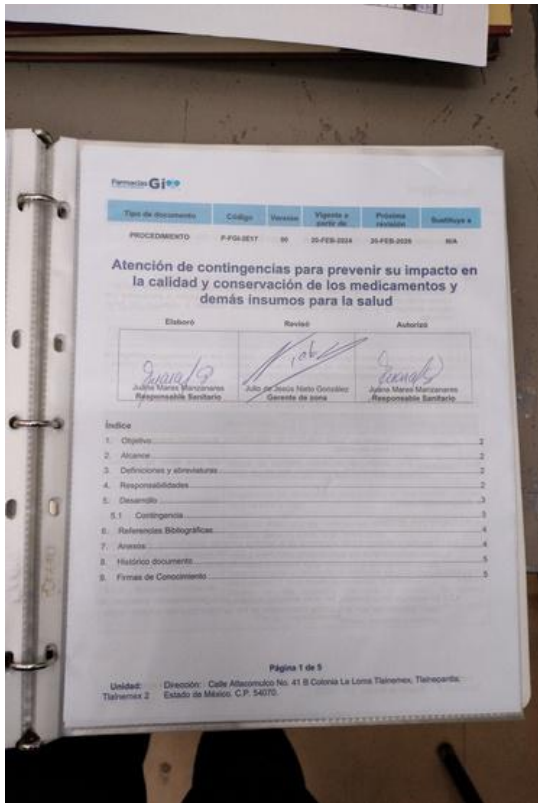 Farmacias Gi
Tipo de documento Código Versión Vigente a partir de Próxima revisión Sustituye a
PROCEDIMIENTO P-FGI-0E17 00 20-FEB-2024 20-FEB-2026 N/A
Atención de contingencias para prevenir su impacto en
la calidad y conservación de los medicamentos y
demás insumos para la salud
Elaboró Revisó Autorizó
Juana Mares Manzanares Julio de Jesús Nieto González Juana Mares Manzanares
Responsable Sanitario Gerente de zona Responsable Sanitario
Índice
1. Objetivo 2
2. Alcance 2
3. Definiciones y abreviaturas 2
4. Responsabilidades 2
5. Desarrollo 3
5.1 Contingencia 3
6. Referencias Bibliográficas 4
7. Anexos 4
8. Histórico documento 5
9. Firmas de Conocimiento 5
Página 1 de 5
Unidad: Dirección: Calle Atlacomulco No. 41 B Colonia La Loma Tlalnemex, Tlalnepantla.
Tlalnemex 2 Estado de México. C.P. 54070.